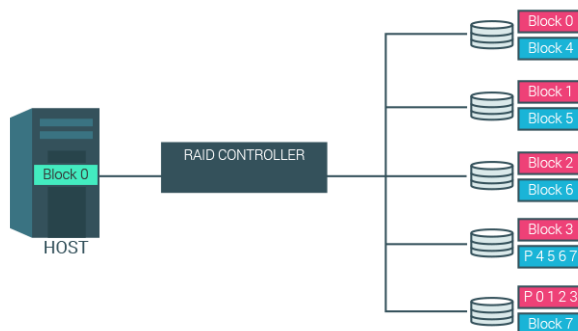 Block 0
Block 4
Block 1
Block 5
Block 0
RAID CONTROLLER
Block 2
Block 6
HOST
Block 3
P 4 5 6 7
P 0 1 2 3
Block 7